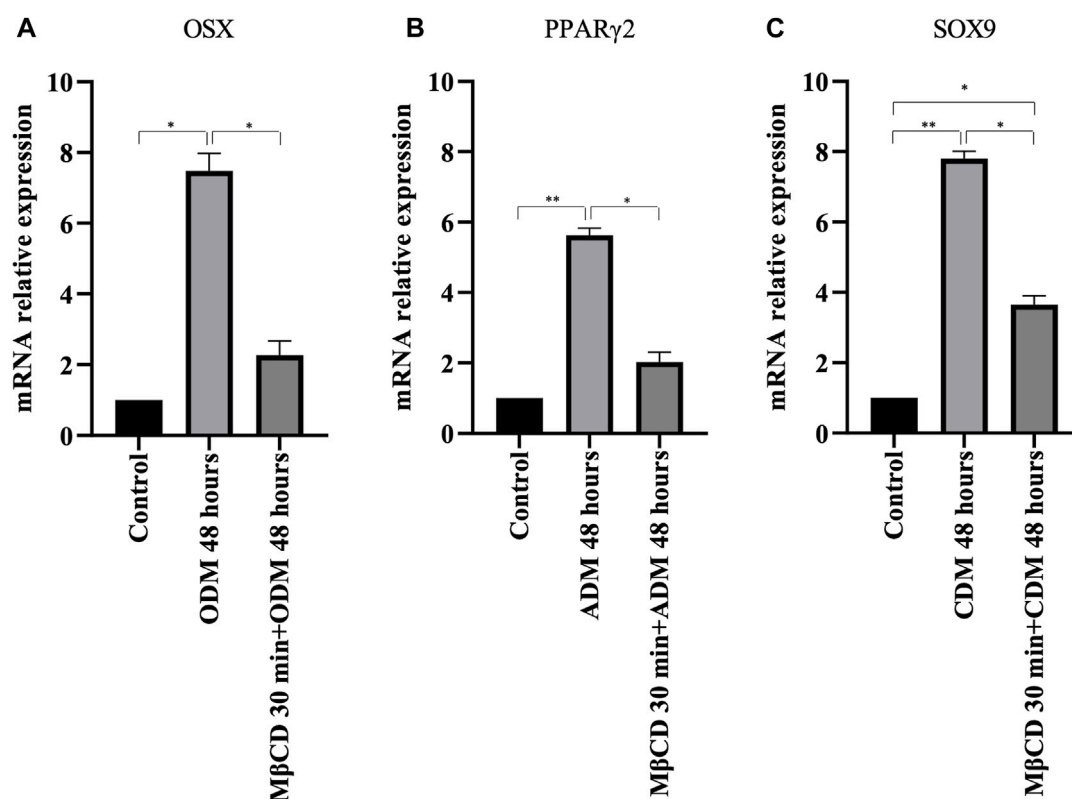 A
OSX
mRNA relative expression
10
8
6
4
2
0
*
*
Control
ODM 48 hours
MβCD 30 min+ODM 48 hours
B
PPARγ2
mRNA relative expression
10
8
6
4
2
0
**
*
Control
ADM 48 hours
MβCD 30 min+ADM 48 hours
C
SOX9
mRNA relative expression
10
8
6
4
2
0
*
**
*
Control
CDM 48 hours
MβCD 30 min+CDM 48 hours